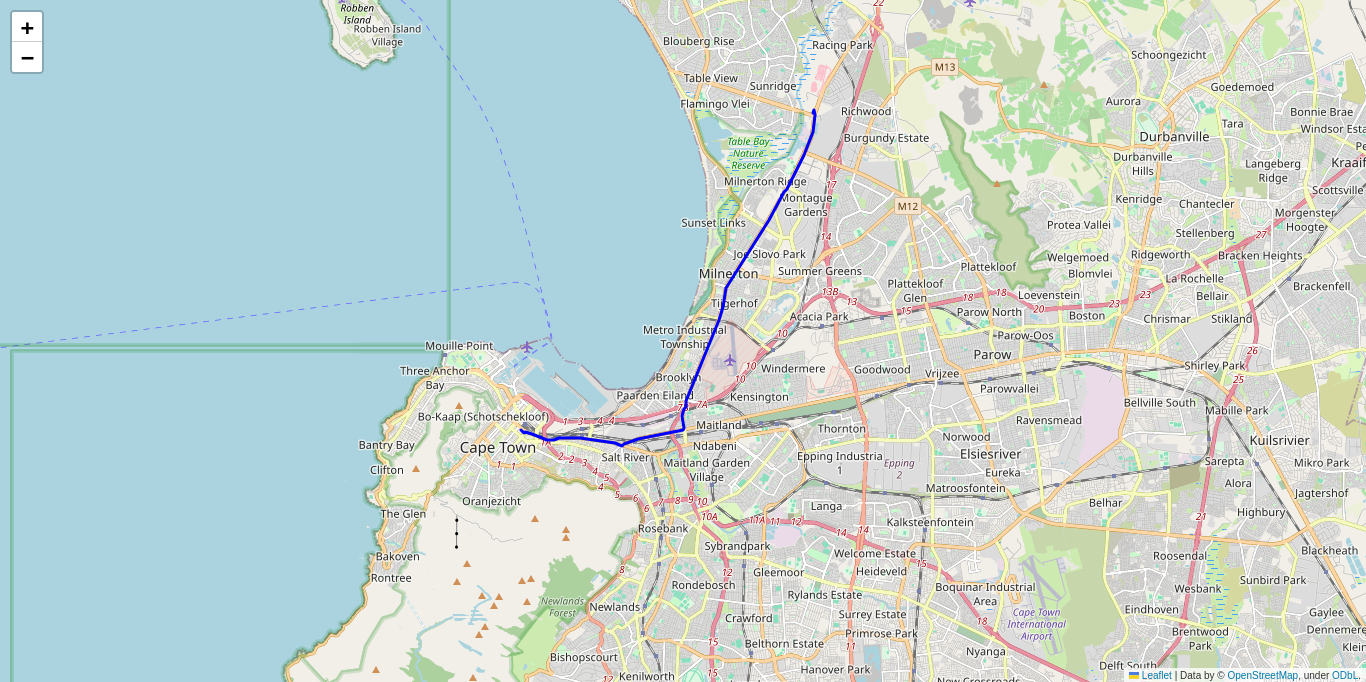 +
−
Robben
Island
Robben Island
Village
Blouberg Rise
Racing Park
22
M13
Schoongezicht
Table View
Sunridge
Goedemoed
Flamingo Vlei
Richwood
Aurora
Bonnie Brae
Tara
Windsor Esta
Burgundy Estate
Durbanville
Table Bay
Nature
Reserve
Durbanville
Hills
Langeberg
Ridge
Kraaif
Milnerton Ridge
17
Scottsville
Montague
Gardens
M12
Kenridge
Chantecler
Morgenster
Hoogte
Sunset Links
Protea Vallei
Stellenberg
27
14
Joe Slovo Park
Welgemoed
Ridgeworth
Bracken Heights
Milnerton
Summer Greens
Plattekloof
Blomvlei
La Rochelle
Plattekloof
Glen
Brackenfell
Tijgerhof
13B
13
18
18
20
Loevenstein
Bellair
Acacia Park
Parow North
Boston
Chrismar
Stikland
Metro Industrial
Township
10
Parow-Oos
Mouille Point
Parow
Three Anchor
Bay
Windermere
Goodwood
Vrijzee
Shirley Park
Brooklyn
10
10
25
26
Parowvallei
Paarden Eiland
7A
Kensington
Bellville South
Mabille Park
Bo-Kaap (Schotschekloof)
1
3
4
4
Maitland
Thornton
Ravensmead
Bantry Bay
Cape Town
Norwood
Kuilsrivier
Ndabeni
Salt River
Epping Industria
1
Elsiesriver
Clifton
1
1
2
2
3
4
5
Maitland Garden
Village
Epping
2
Eureka
Sarepta
Mikro Park
4
5
6
Matroosfontein
Alora
Oranjezicht
7
8
9
10
Langa
Belhar
Jagtershof
The Glen
6
10A
11A
11
12
21
Highbury
Rosebank
14
14
Kalksteenfontein
Sybrandpark
Welcome Estate
Blackheath
Bakoven
Roosendal
Rontree
8
12
Gleemoor
Heideveld
15
Sunbird Park
Rondebosch
Boquinar Industrial
Area
Wesbank
Newlands
Forest
Newlands
Rylands Estate
Cape Town
International
Airport
Eindhoven
Gaylee
Crawford
Surrey Estate
Brentwood
Park
Dennemere
15
Belthorn Estate
Primrose Park
Bishopscourt
Nyanga
Klein
Hanover Park
Delft South
Kenilworth
New Crossroads
Leaflet | Data by © OpenStreetMap, under ODbL.